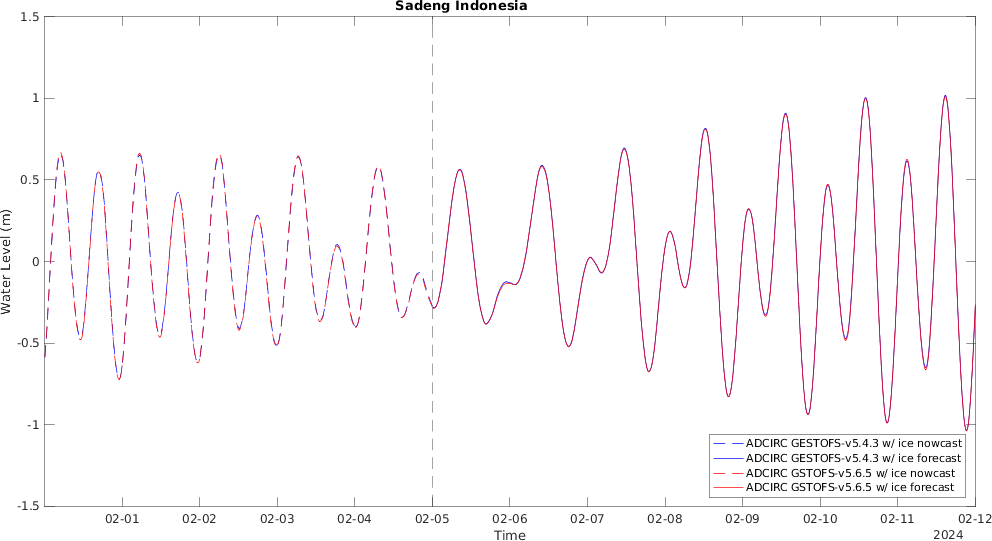 Sadeng Indonesia
1.5
1
0.5
0
-0.5
-1
-1.5
Water Level (m)
ADCIRC GESTOFS-v5.4.3 w/ ice nowcast
ADCIRC GESTOFS-v5.4.3 w/ ice forecast
ADCIRC GSTOFS-v5.6.5 w/ ice nowcast
ADCIRC GSTOFS-v5.6.5 w/ ice forecast
02-01 02-02 02-03 02-04 02-05 02-06 02-07 02-08 02-09 02-10 02-11 02-12
Time
2024